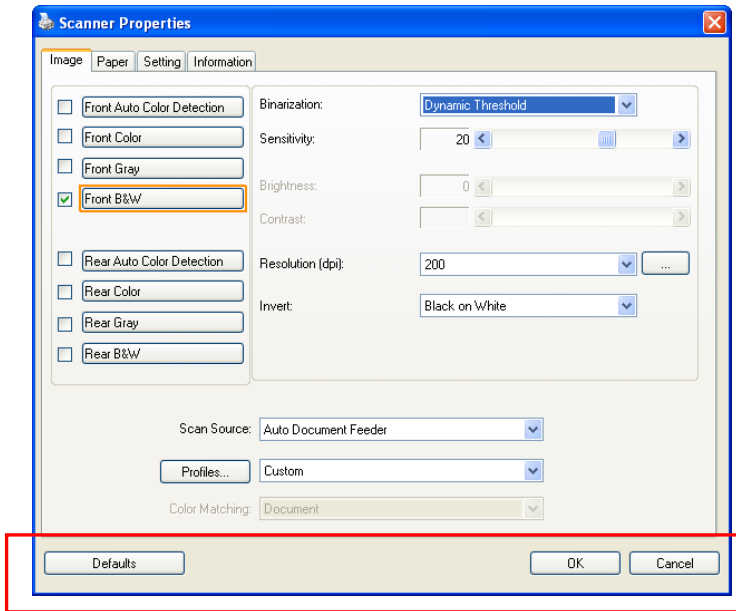 Scanner Properties
Image Paper Setting Information
Front Auto Color Detection
Front Color
Front Gray
Front B&W
Rear Auto Color Detection
Rear Color
Rear Gray
Rear B&W
Binarization: Dynamic Threshold
Sensitivity: 20
Brightness: 0
Contrast:
Resolution (dpi): 200 ...
Invert: Black on White
Scan Source: Auto Document Feeder
Profiles... Custom
Color Matching: Document
Defaults OK Cancel